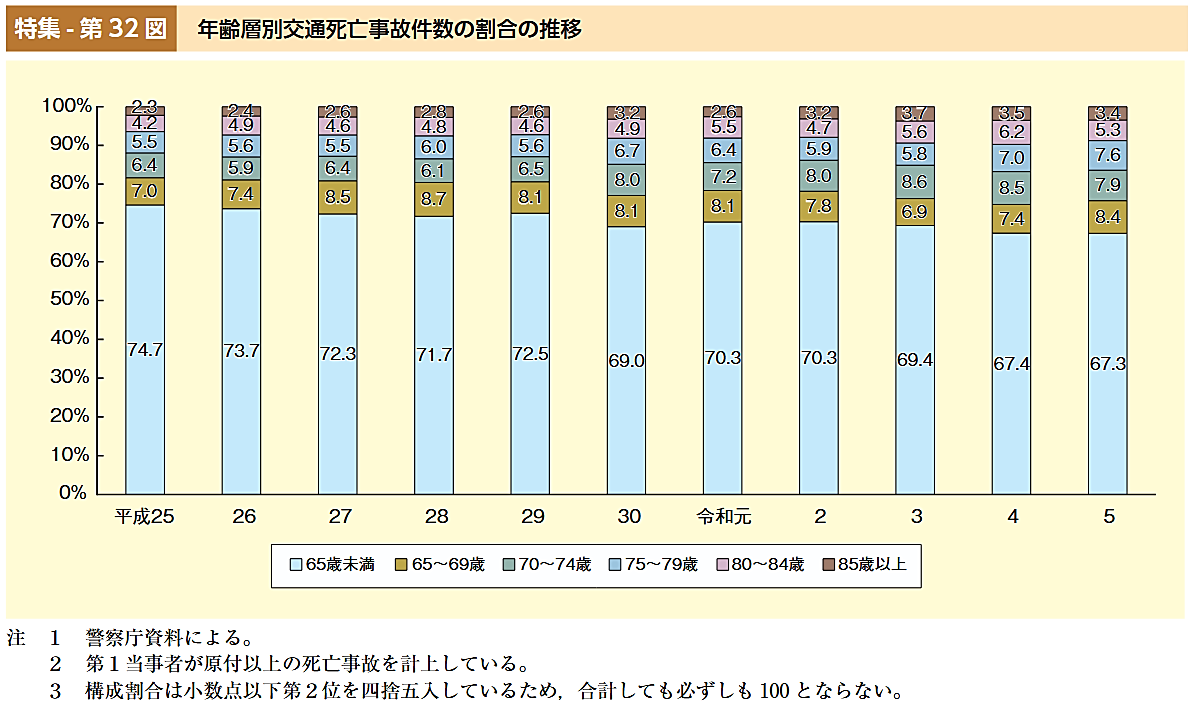 特集 - 第 32 図
年齢層別交通死亡事故件数の割合の推移
100%
90%
80%
70%
60%
50%
40%
30%
20%
10%
0%
2.3 2.4 2.6 2.8 2.6 3.2 2.6 3.2 3.7 3.5 3.4
4.2 4.9 4.6 4.8 4.6 4.9 5.5 4.7 5.6 6.2 5.3
5.5 5.6 5.5 6.0 5.6 6.7 6.4 5.9 5.8 7.0 7.6
6.4 5.9 6.4 6.1 6.5 8.0 7.2 8.0 8.6 8.5 7.9
7.0 7.4 8.5 8.7 8.1 8.1 8.1 7.8 6.9 7.4 8.4
74.7 73.7 72.3 71.7 72.5 69.0 70.3 70.3 69.4 67.4 67.3
平成25 26 27 28 29 30 令和元 2 3 4 5
65歳未満 65～69歳 70～74歳 75～79歳 80～84歳 85歳以上
注 1 警察庁資料による。
2 第1当事者が原付以上の死亡事故を計上している。
3 構成割合は小数点以下第2位を四捨五入しているため，合計しても必ずしも 100 とならない。